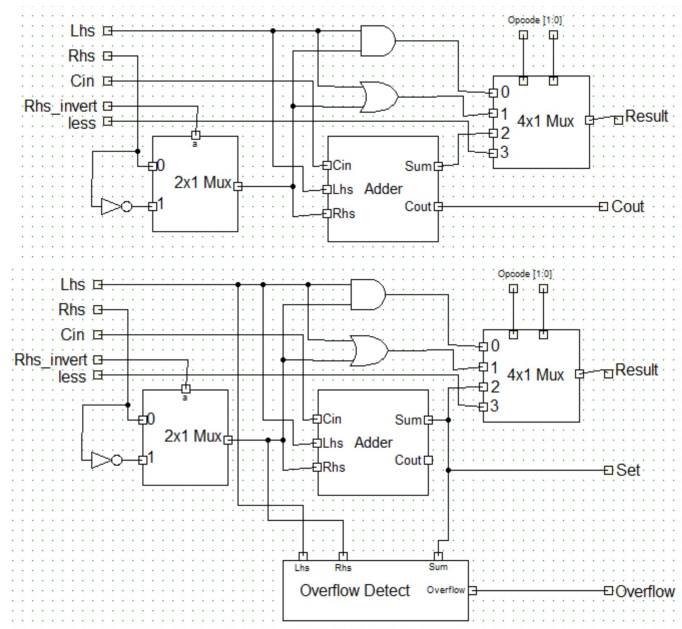 Lhs
Rhs
Cin
Rhs_invert
less
a
0
2x1 Mux
1
Cin
Lhs
Rhs
Adder
Sum
Cout
Opcode [1:0]
0
1
2
3
4x1 Mux
Result
Cout
Lhs
Rhs
Cin
Rhs_invert
less
a
0
2x1 Mux
1
Cin
Lhs
Rhs
Adder
Sum
Cout
Opcode [1:0]
0
1
2
3
4x1 Mux
Result
Set
Lhs
Rhs
Sum
Overflow Detect
Overflow
Overflow